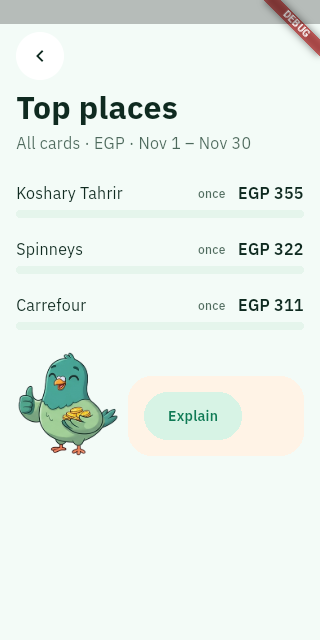 DEBUG
Top places
All cards · EGP · Nov 1 – Nov 30
Koshary Tahrir once EGP 355
Spinneys once EGP 322
Carrefour once EGP 311
Explain